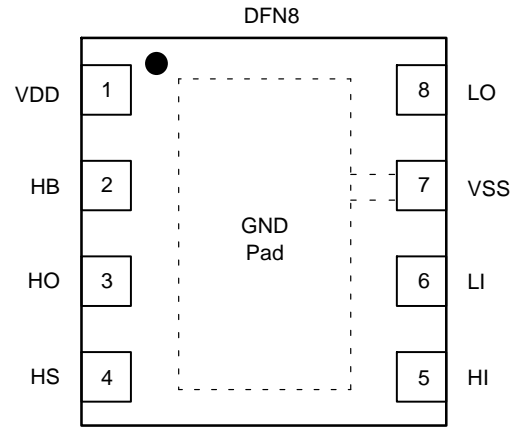 DFN8
VDD 1 8 LO
HB 2 7 VSS
GND
Pad
HO 3 6 LI
HS 4 5 HI